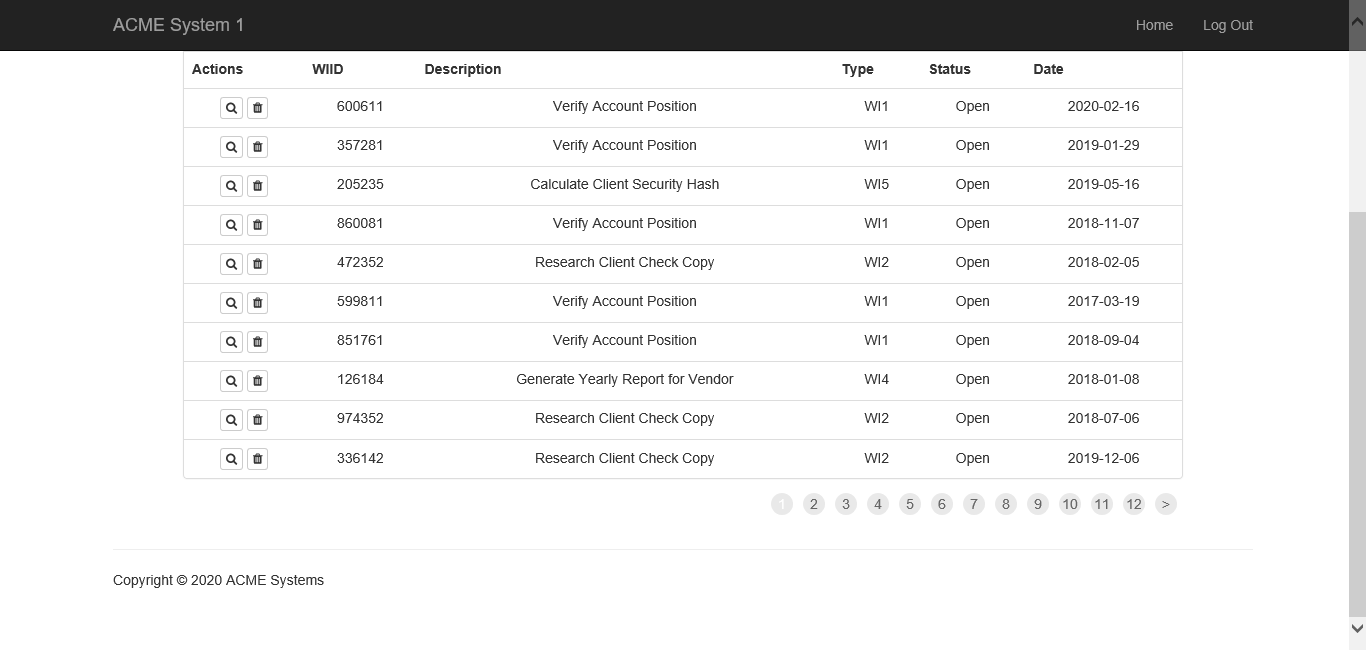 ACME System 1 Home Log Out
Actions WIID Description Type Status Date
600611 Verify Account Position WI1 Open 2020-02-16
357281 Verify Account Position WI1 Open 2019-01-29
205235 Calculate Client Security Hash WI5 Open 2019-05-16
860081 Verify Account Position WI1 Open 2018-11-07
472352 Research Client Check Copy WI2 Open 2018-02-05
599811 Verify Account Position WI1 Open 2017-03-19
851761 Verify Account Position WI1 Open 2018-09-04
126184 Generate Yearly Report for Vendor WI4 Open 2018-01-08
974352 Research Client Check Copy WI2 Open 2018-07-06
336142 Research Client Check Copy WI2 Open 2019-12-06
1 2 3 4 5 6 7 8 9 10 11 12 >
Copyright © 2020 ACME Systems